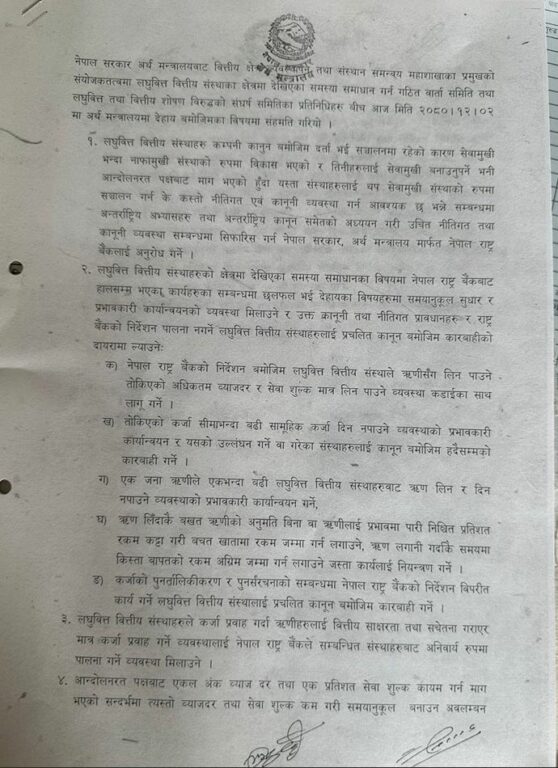 नेपाल सरकार
अर्थ मन्त्रालय
नेपाल सरकार अर्थ मन्त्रालयबाट वित्तीय क्षेत्र तथा संस्थान समन्वय महाशाखाका प्रमुखको
संयोजकत्वमा लघुवित्त वित्तीय संस्थाका क्षेत्रमा देखिएका समस्या समाधान गर्न गठित वार्ता समिति तथा
लघुवित्त तथा वित्तीय शोषण विरुद्धको संघर्ष समितिका प्रतिनिधिहरु बीच आज मिति २०८०।१२।०२
मा अर्थ मन्त्रालयमा देहाय बमोजिमका विषयमा सहमति गरियो ।
१. लघुवित्त वित्तीय संस्थाहरु कम्पनी कानुन बमोजिम दर्ता भई सञ्चालनमा रहेको कारण सेवामुखी
भन्दा नाफामुखी संस्थाको रुपमा विकास भएको र तिनीहरुलाई सेवामुखी बनाउनुपर्ने भनी
आन्दोलनरत पक्षबाट माग भएको हुँदा यस्ता संस्थाहरुलाई थप सेवामुखी संस्थाको रुपमा
सञ्चालन गर्न के कस्तो नीतिगत एवं कानूनी व्यवस्था गर्न आवश्यक छ भन्ने सम्बन्धमा
अन्तर्राष्ट्रिय अभ्यासहरु तथा अन्तर्राष्ट्रिय कानून समेतको अध्ययन गरी उचित नीतिगत तथा
कानूनी व्यवस्था सम्बन्धमा सिफारिस गर्न नेपाल सरकार, अर्थ मन्त्रालय मार्फत नेपाल राष्ट्र
बैंकलाई अनुरोध गर्ने ।
२. लघुवित्त वित्तीय संस्थाहरुको क्षेत्रमा देखिएका समस्या समाधानका विषयमा नेपाल राष्ट्र बैंकबाट
हालसम्म भएका कार्यहरुका सम्बन्धमा छलफल भई देहायका विषयहरुमा समयानुकूल सुधार र
प्रभावकारी कार्यान्वयनको व्यवस्था मिलाउने र उक्त कानूनी तथा नीतिगत प्रावधानहरु र राष्ट्र
बैंकको निर्देशन पालना नगर्ने लघुवित्त वित्तीय संस्थाहरुलाई प्रचलित कानून बमोजिम कारबाहीको
दायरामा ल्याउनेः
क) नेपाल राष्ट्र बैंकको निर्देशन बमोजिम लघुवित्त वित्तीय संस्थाले ऋणीसँग लिन पाउने
तोकिएको अधिकतम ब्याजदर र सेवा शुल्क मात्र लिन पाउने व्यवस्था कडाईका साथ
लागू गर्ने ।
ख) तोकिएको कर्जा सीमाभन्दा बढी सामूहिक कर्जा दिन नपाउने व्यवस्थाको प्रभावकारी
कार्यान्वयन र यसको उल्लंघन गर्ने वा गरेका संस्थाहरुलाई कानून बमोजिम हदैसम्मको
कारबाही गर्ने ।
ग) एक जना ऋणीले एकभन्दा बढी लघुवित्त वित्तीय संस्थाहरुबाट ऋण लिन र दिन
नपाउने व्यवस्थाको प्रभावकारी कार्यान्वयन गर्ने,
घ) ऋण लिँदाकै बखत ऋणीको अनुमति बिना वा ऋणीलाई प्रभावमा पारी निश्चित प्रतिशत
रकम कट्टा गरी बचत खातामा रकम जम्मा गर्न लगाउने, ऋण लगानी गर्दाकै समयमा
किस्ता बापतको रकम अग्रिम जम्मा गर्न लगाउने जस्ता कार्यलाई नियन्त्रण गर्ने ।
ङ) कर्जाको पुनर्तालिकीकरण र पुनर्संरचनाको सम्बन्धमा नेपाल राष्ट्र बैंकको निर्देशन बिपरीत
कार्य गर्ने लघुवित्त वित्तीय संस्थालाई प्रचलित कानून बमोजिम कारबाही गर्ने ।
३. लघुवित्त वित्तीय संस्थाहरुले कर्जा प्रवाह गर्दा ऋणीहरुलाई वित्तीय साक्षरता तथा सचेतना गराएर
मात्र कर्जा प्रवाह गर्ने व्यवस्थालाई नेपाल राष्ट्र बैंकले सम्बन्धित संस्थाहरुबाट अनिवार्य रुपमा
पालना गर्ने व्यवस्था मिलाउने ।
४. आन्दोलनरत पक्षबाट एकल अंक ब्याज दर तथा एक प्रतिशत सेवा शुल्क कायम गर्न माग
भएको सन्दर्भमा त्यस्तो ब्याजदर तथा सेवा शुल्क कम गरी समयानुकूल बनाउन अवलम्बन